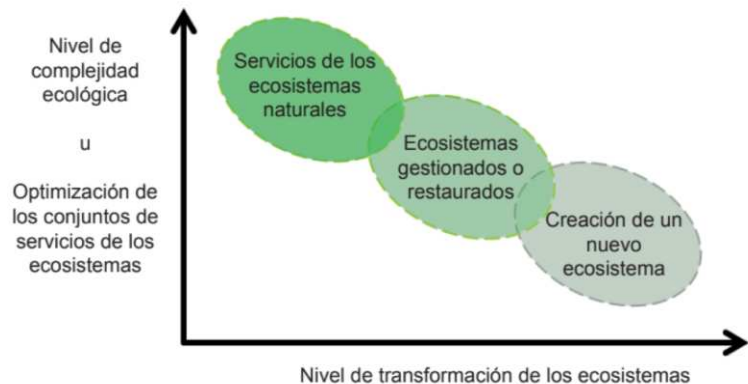 Nivel de
complejidad
ecológica
u
Optimización de
los conjuntos de
servicios de los
ecosistemas
Servicios de los
ecosistemas
naturales
Ecosistemas
gestionados o
restaurados
Creación de un
nuevo
ecosistema
Nivel de transformación de los ecosistemas